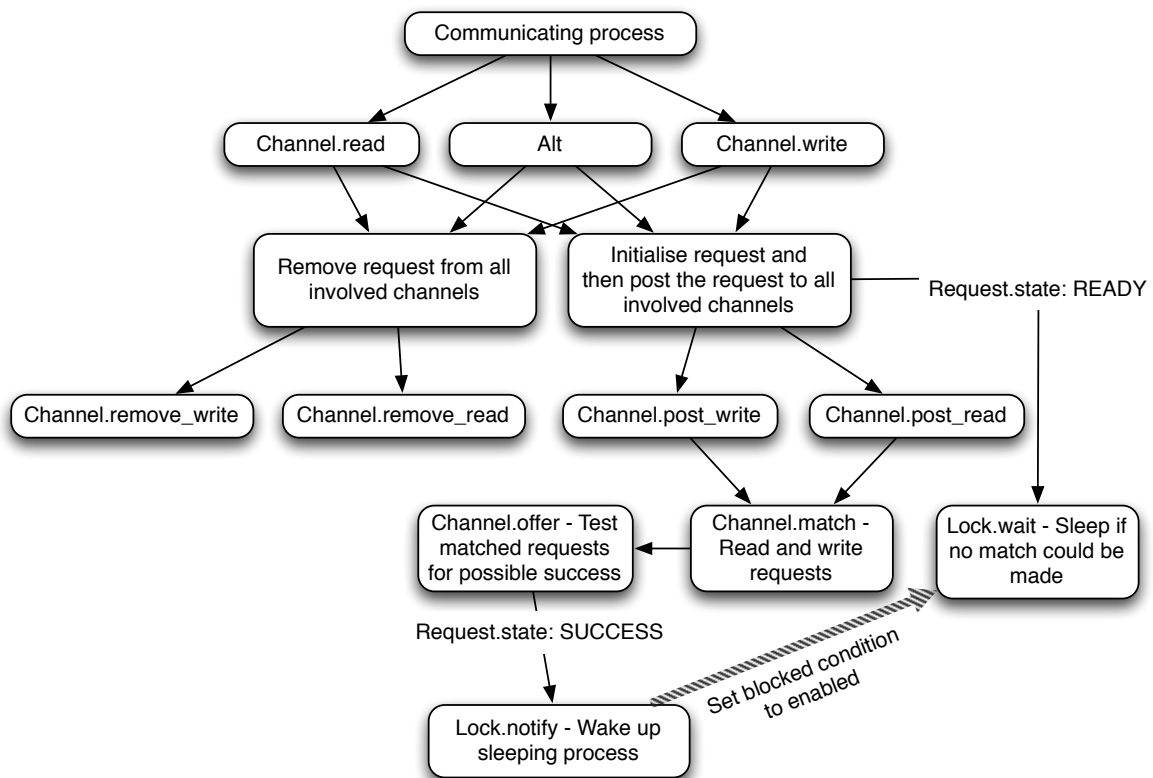 Communicating process
Channel.read
Alt
Channel.write
Remove request from all
involved channels
Initialise request and
then post the request to all
involved channels
Request.state: READY
Channel.remove_write
Channel.remove_read
Channel.post_write
Channel.post_read
Channel.offer - Test
matched requests
for possible success
Channel.match -
Read and write
requests
Lock.wait - Sleep if
no match could be
made
Request.state: SUCCESS
Set blocked condition
to enabled
Lock.notify - Wake up
sleeping process